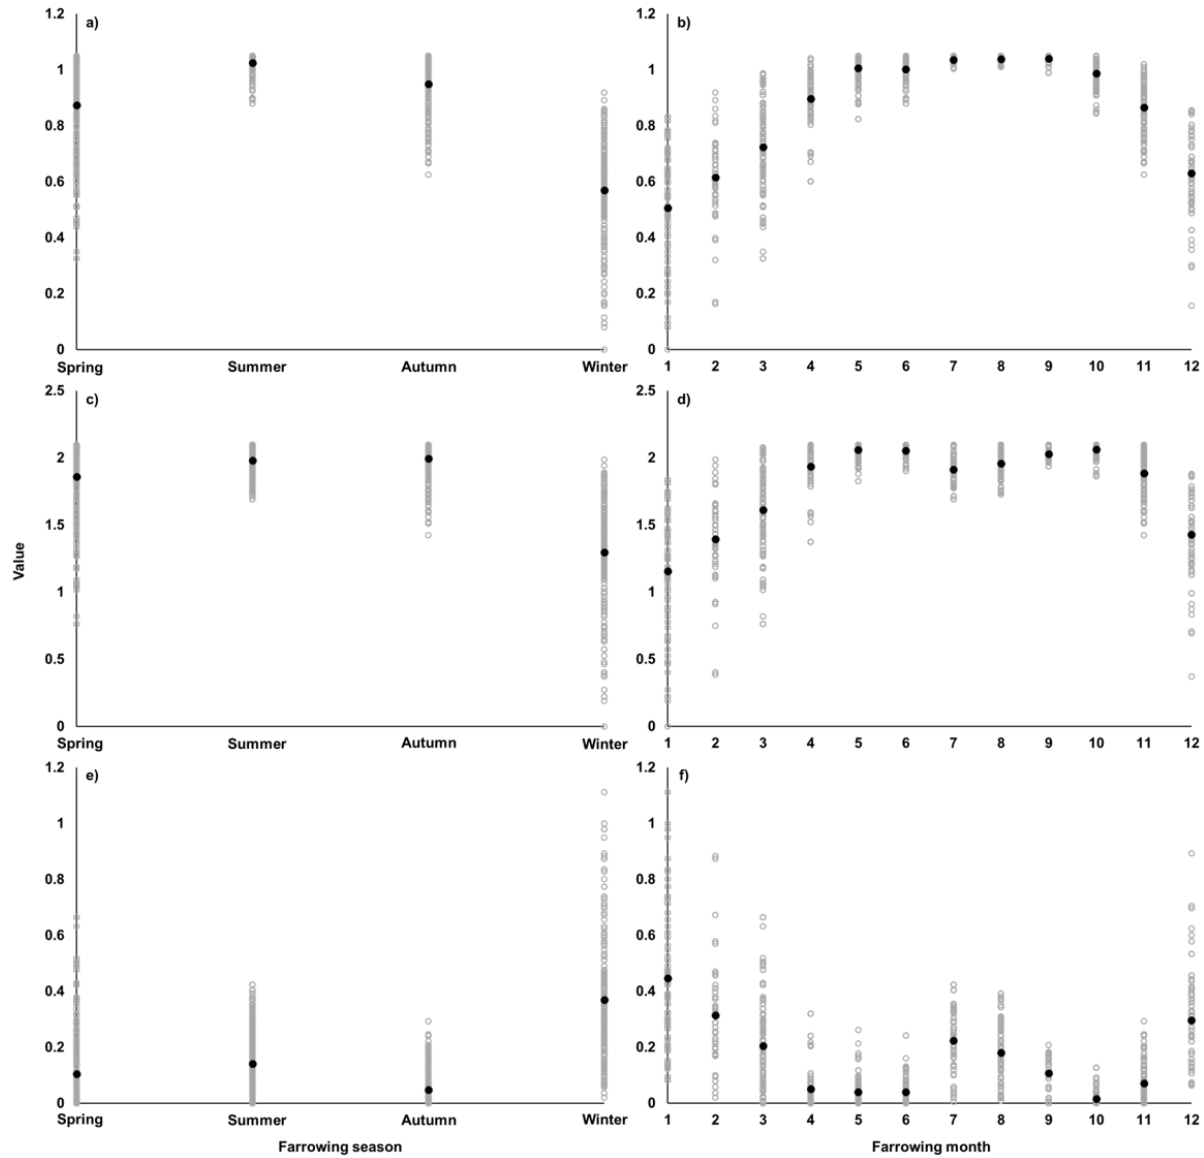 a)
1.2
1
0.8
0.6
0.4
0.2
0
Spring Summer Autumn Winter
b)
1.2
1
0.8
0.6
0.4
0.2
0
1 2 3 4 5 6 7 8 9 10 11 12
c)
2.5
2
1.5
1
0.5
0
Spring Summer Autumn Winter
Value
d)
2.5
2
1.5
1
0.5
0
1 2 3 4 5 6 7 8 9 10 11 12
e)
1.2
1
0.8
0.6
0.4
0.2
0
Spring Summer Autumn Winter
Farrowing season
f)
1.2
1
0.8
0.6
0.4
0.2
0
1 2 3 4 5 6 7 8 9 10 11 12
Farrowing month